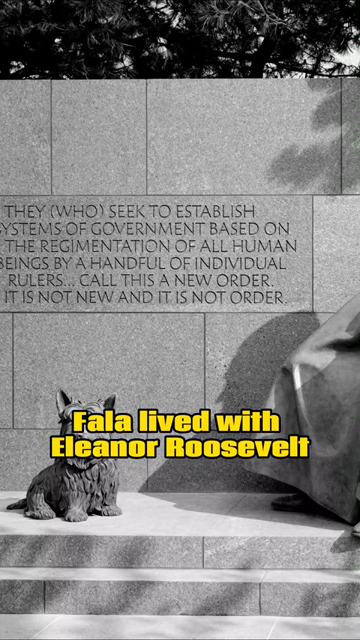 THEY (WHO) SEEK TO ESTABLISH
SYSTEMS OF GOVERNMENT BASED ON
THE REGIMENTATION OF ALL HUMAN
BEINGS BY A HANDFUL OF INDIVIDUAL
RULERS... CALL THIS A NEW ORDER.
IT IS NOT NEW AND IT IS NOT ORDER.
Fala lived with
Eleanor Roosevelt